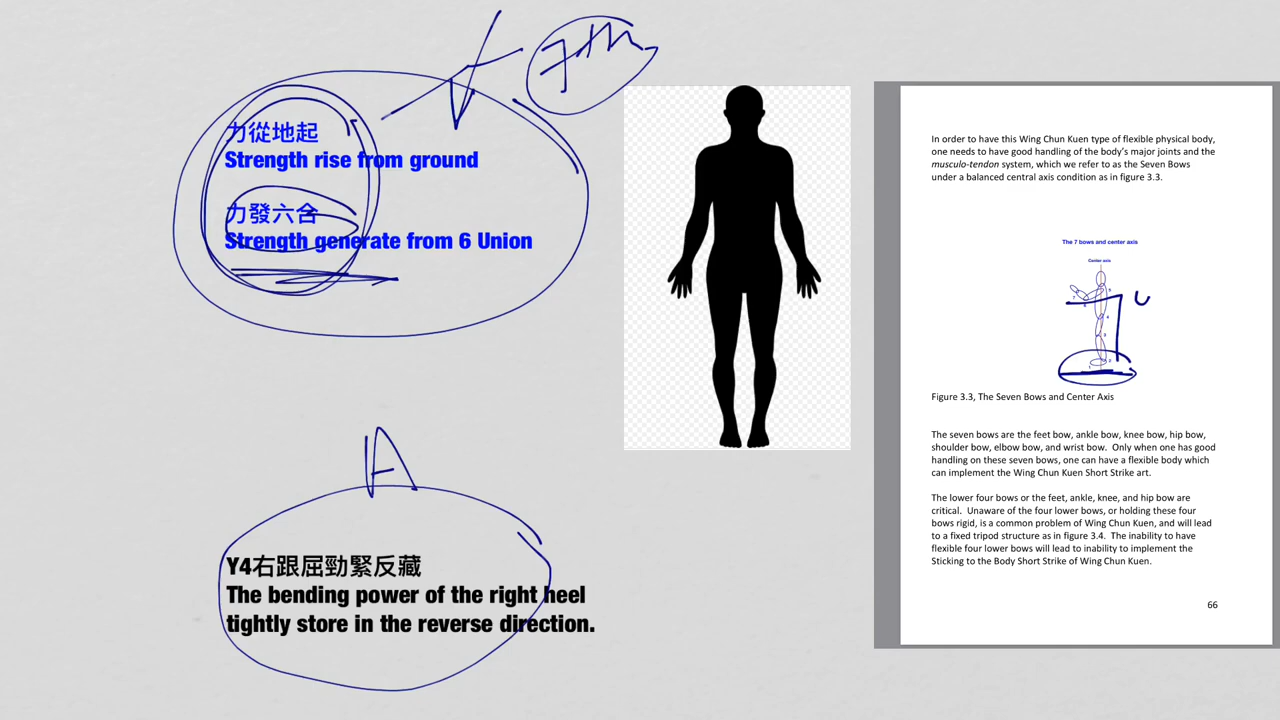 7th
力從地起
Strength rise from ground
力發六合
Strength generate from 6 Union
A
Y4右跟屈勁緊反藏
The bending power of the right heel
tightly store in the reverse direction.
In order to have this Wing Chun Kuen type of flexible physical body,
one needs to have good handling of the body's major joints and the
musculo-tendon system, which we refer to as the Seven Bows
under a balanced central axis condition as in figure 3.3.
The 7 bows and center axis
Center axis
Figure 3.3, The Seven Bows and Center Axis
The seven bows are the feet bow, ankle bow, knee bow, hip bow,
shoulder bow, elbow bow, and wrist bow.  Only when one has good
handling on these seven bows, one can have a flexible body which
can implement the Wing Chun Kuen Short Strike art.
The lower four bows or the feet, ankle, knee, and hip bow are
critical.  Unaware of the four lower bows, or holding these four
bows rigid, is a common problem of Wing Chun Kuen, and will lead
to a fixed tripod structure as in figure 3.4.  The inability to have
flexible four lower bows will lead to inability to implement the
Sticking to the Body Short Strike of Wing Chun Kuen.
66